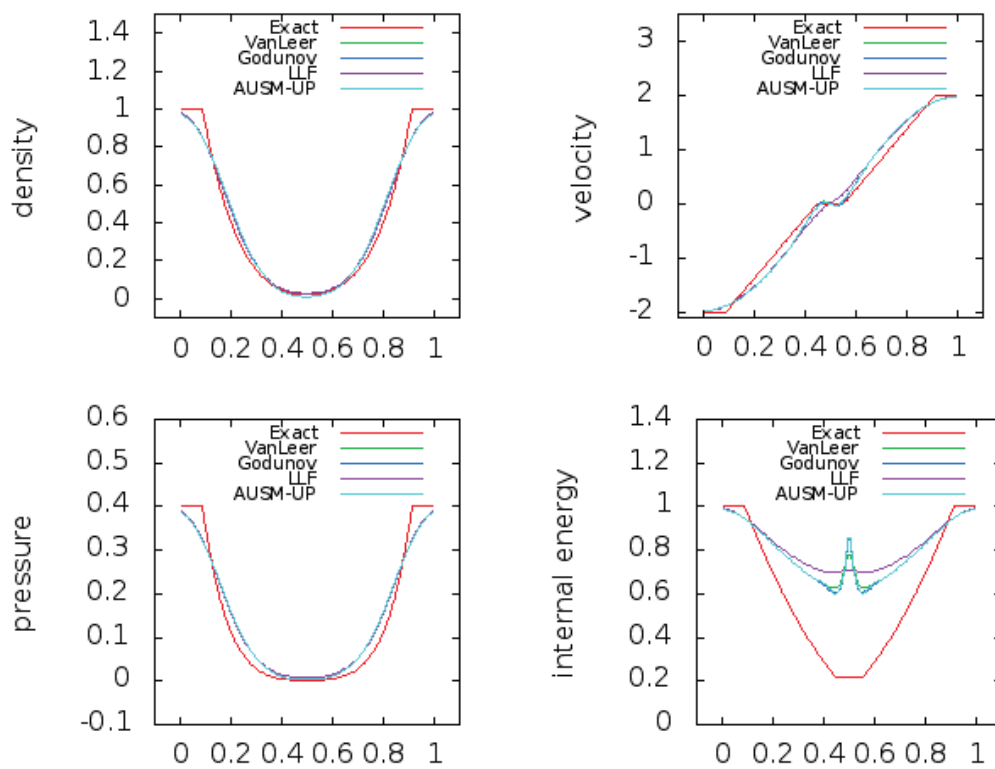 density
1.4
1.2
1
0.8
0.6
0.4
0.2
0
Exact
VanLeer
Godunov
LLF
AUSM-UP
0 0.2 0.4 0.6 0.8 1
velocity
3
2
1
0
-1
-2
Exact
VanLeer
Godunov
LLF
AUSM-UP
0 0.2 0.4 0.6 0.8 1
pressure
0.6
0.5
0.4
0.3
0.2
0.1
0
-0.1
Exact
VanLeer
Godunov
LLF
AUSM-UP
0 0.2 0.4 0.6 0.8 1
internal energy
1.4
1.2
1
0.8
0.6
0.4
0.2
0
Exact
VanLeer
Godunov
LLF
AUSM-UP
0 0.2 0.4 0.6 0.8 1